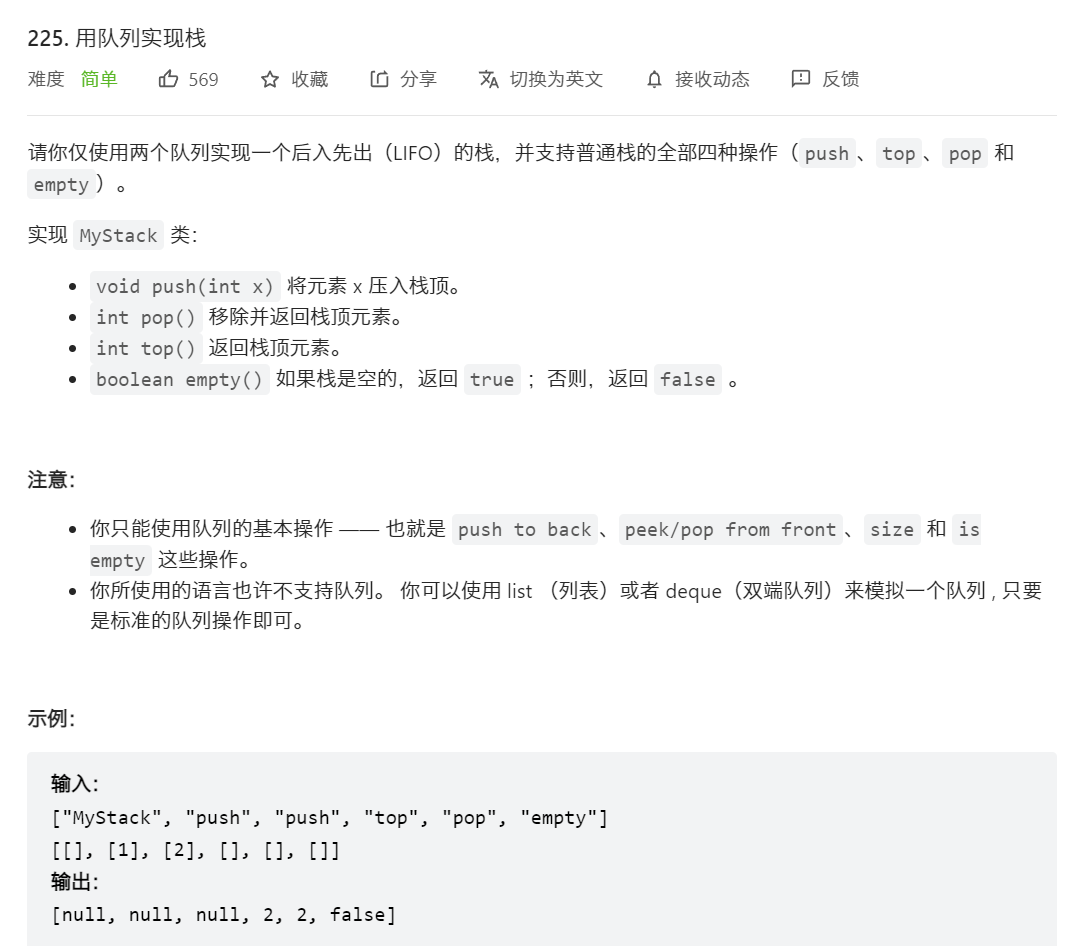 225. 用队列实现栈
难度 简单 569 收藏 分享 切换为英文 接收动态 反馈
请你仅使用两个队列实现一个后入先出（LIFO）的栈，并支持普通栈的全部四种操作（push、top、pop 和
empty）。
实现 MyStack 类：
void push(int x) 将元素 x 压入栈顶。
int pop() 移除并返回栈顶元素。
int top() 返回栈顶元素。
boolean empty() 如果栈是空的，返回 true ；否则，返回 false 。
注意：
你只能使用队列的基本操作 —— 也就是 push to back、peek/pop from front、size 和 is
empty 这些操作。
你所使用的语言也许不支持队列。 你可以使用 list （列表）或者 deque（双端队列）来模拟一个队列 , 只要
是标准的队列操作即可。
示例：
输入：
["MyStack", "push", "push", "top", "pop", "empty"]
[[], [1], [2], [], [], []]
输出：
[null, null, null, 2, 2, false]